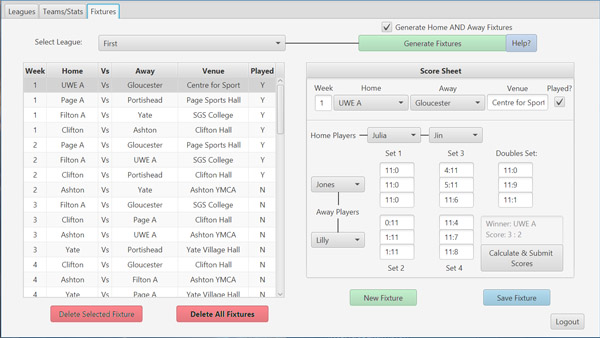 Leagues Teams/Stats Fixtures
Generate Home AND Away Fixtures
Select League: First Generate Fixtures Help?
Week Home Vs Away Venue Played
1 UWE A Vs Gloucester Centre for Sport Y
1 Page A Vs Portishead Page Sports Hall Y
1 Filton A Vs Yate SGS College Y
1 Clifton Vs Ashton Clifton Hall Y
2 Page A Vs Gloucester Page Sports Hall Y
2 Filton A Vs UWE A SGS College Y
2 Clifton Vs Portishead Clifton Hall Y
2 Ashton Vs Yate Ashton YMCA N
3 Filton A Vs Gloucester SGS College N
3 Clifton Vs Page A Clifton Hall N
3 Ashton Vs UWE A Ashton YMCA N
3 Yate Vs Portishead Yate Village Hall N
4 Clifton Vs Gloucester Clifton Hall N
4 Ashton Vs Filton A Ashton YMCA N
4 Yate Vs Page A Yate Village Hall N
Delete Selected Fixture Delete All Fixtures
Score Sheet
Week Home Away Venue Played?
1 UWE A Gloucester Centre for Sport
Home Players Julia Jin
Set 1 Set 3 Doubles Set:
11:0 4:11 11:0
Jones 11:0 5:11 11:9
11:0 11:6 11:1
Away Players
0:11 11:4 Winner: UWE A
Lilly 1:11 11:7 Score: 3 : 2
1:11 11:8 Calculate & Submit
Scores
Set 2 Set 4
New Fixture Save Fixture
Logout